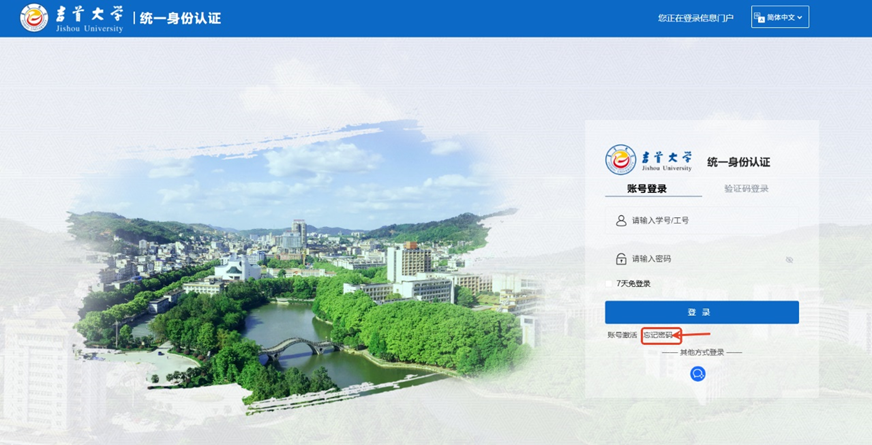 吉首大学
Jishou University
统一身份认证
您正在登录信息门户
简体中文
吉首大学
Jishou University
统一身份认证
账号登录
验证码登录
请输入学号/工号
请输入密码
7天免登录
登 录
账号激活
忘记密码
其他方式登录